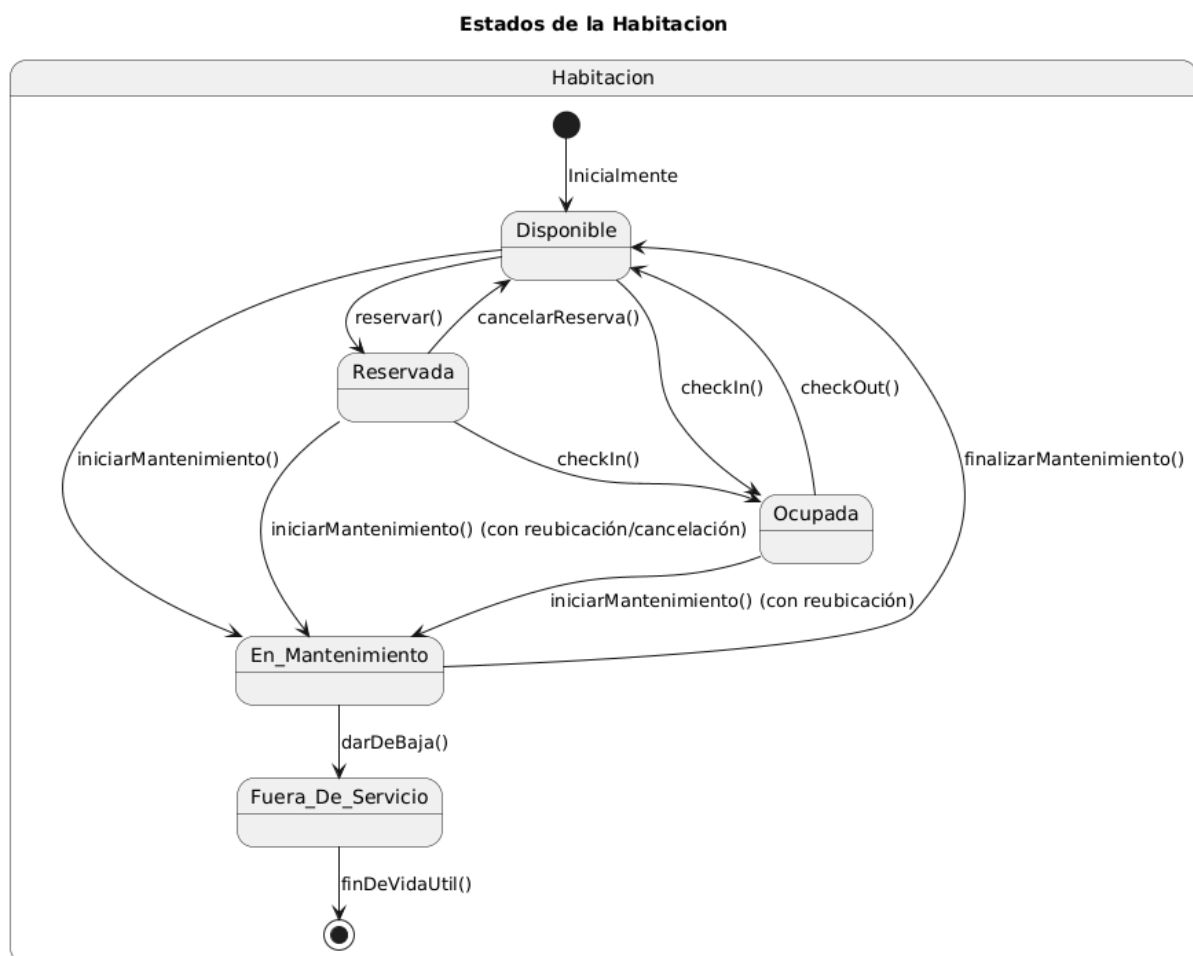 Estados de la Habitacion
Habitacion
Inicialmente
Disponible
reservar()
cancelarReserva()
Reservada
checkIn()
checkOut()
iniciarMantenimiento()
checkIn()
finalizarMantenimiento()
Ocupada
iniciarMantenimiento() (con reubicación/cancelación)
iniciarMantenimiento() (con reubicación)
En_Mantenimiento
darDeBaja()
Fuera_De_Servicio
finDeVidaUtil()